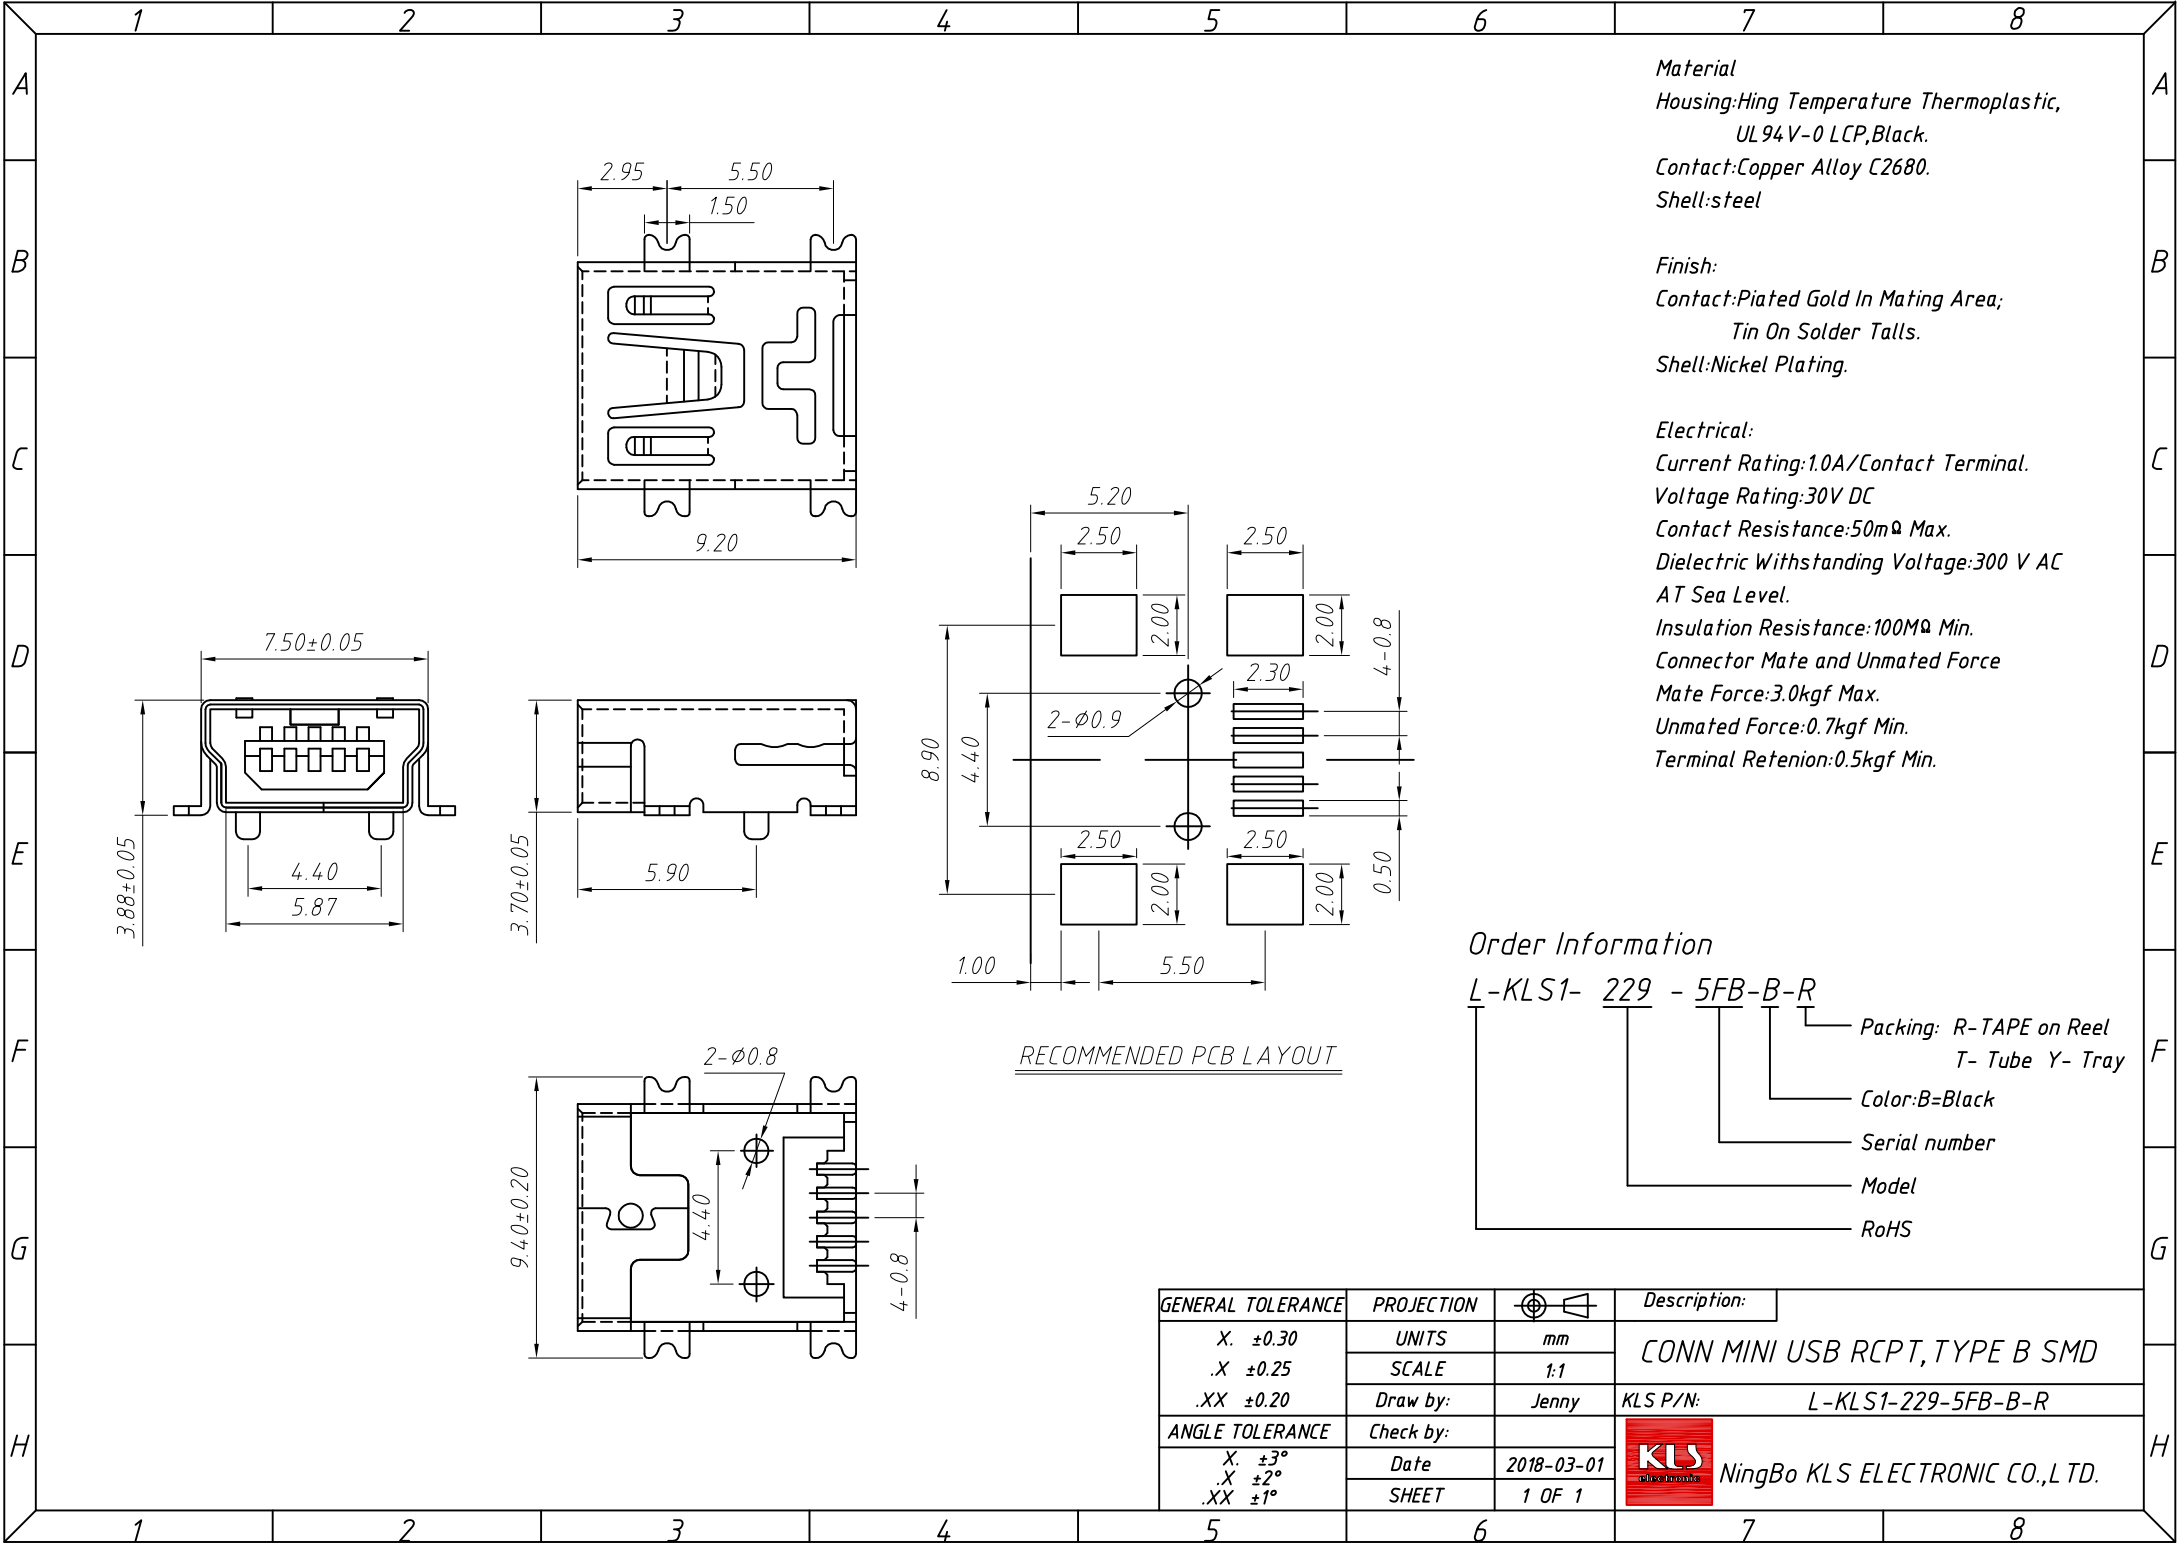 1 2 3 4 5 6 7 8
A A
B B
C C
D D
E E
F F
G G
H H
1 2 3 4 5 6 7 8
Material
Housing:Hing Temperature Thermoplastic,
UL94V-0 LCP,Black.
Contact:Copper Alloy C2680.
Shell:steel
Finish:
Contact:Piated Gold In Mating Area;
Tin On Solder Talls.
Shell:Nickel Plating.
Electrical:
Current Rating:1.0A/Contact Terminal.
Voltage Rating:30V DC
Contact Resistance:50mΩ Max.
Dielectric Withstanding Voltage:300 V AC
AT Sea Level.
Insulation Resistance:100MΩ Min.
Connector Mate and Unmated Force
Mate Force:3.0kgf Max.
Unmated Force:0.7kgf Min.
Terminal Retenion:0.5kgf Min.
2.95 5.50
1.50
9.20
7.50±0.05
3.88±0.05
4.40
5.87
3.70±0.05
5.90
5.20
2.50 2.50
2.00 2.00
4-0.8
2.30
2-Ø0.9
8.90
4.40
2.50 2.50
2.00 2.00
0.50
1.00 5.50
RECOMMENDED PCB LAYOUT
2-Ø0.8
9.40±0.20
4.40
4-0.8
Order Information
L-KLS1- 229 - 5FB-B-R
Packing: R-TAPE on Reel
T- Tube Y- Tray
Color:B=Black
Serial number
Model
RoHS
GENERAL TOLERANCE
X. ±0.30
.X ±0.25
.XX ±0.20
ANGLE TOLERANCE
X. ±3°
.X ±2°
.XX ±1°
PROJECTION
UNITS mm
SCALE 1:1
Draw by: Jenny
Check by:
Date 2018-03-01
SHEET 1 OF 1
Description:
CONN MINI USB RCPT,TYPE B SMD
KLS P/N: L-KLS1-229-5FB-B-R
KLS
electronic
NingBo KLS ELECTRONIC CO.,LTD.